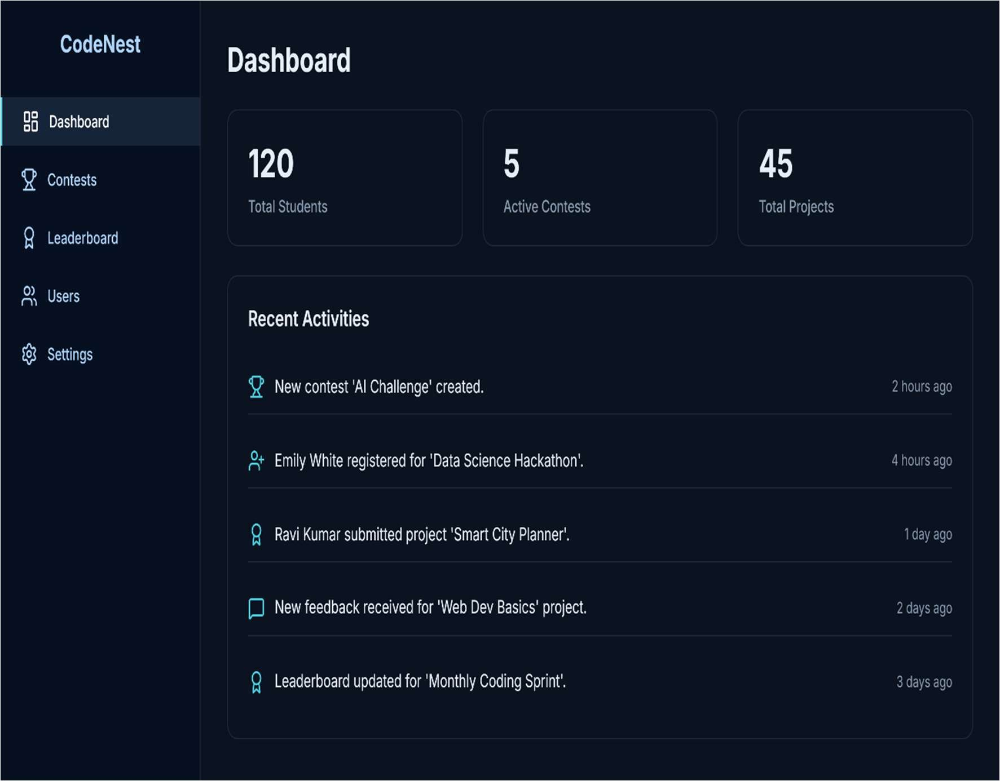 CodeNest
Dashboard
Contests
Leaderboard
Users
Settings
Dashboard
120
Total Students
5
Active Contests
45
Total Projects
Recent Activities
New contest 'AI Challenge' created. 2 hours ago
Emily White registered for 'Data Science Hackathon'. 4 hours ago
Ravi Kumar submitted project 'Smart City Planner'. 1 day ago
New feedback received for 'Web Dev Basics' project. 2 days ago
Leaderboard updated for 'Monthly Coding Sprint'. 3 days ago